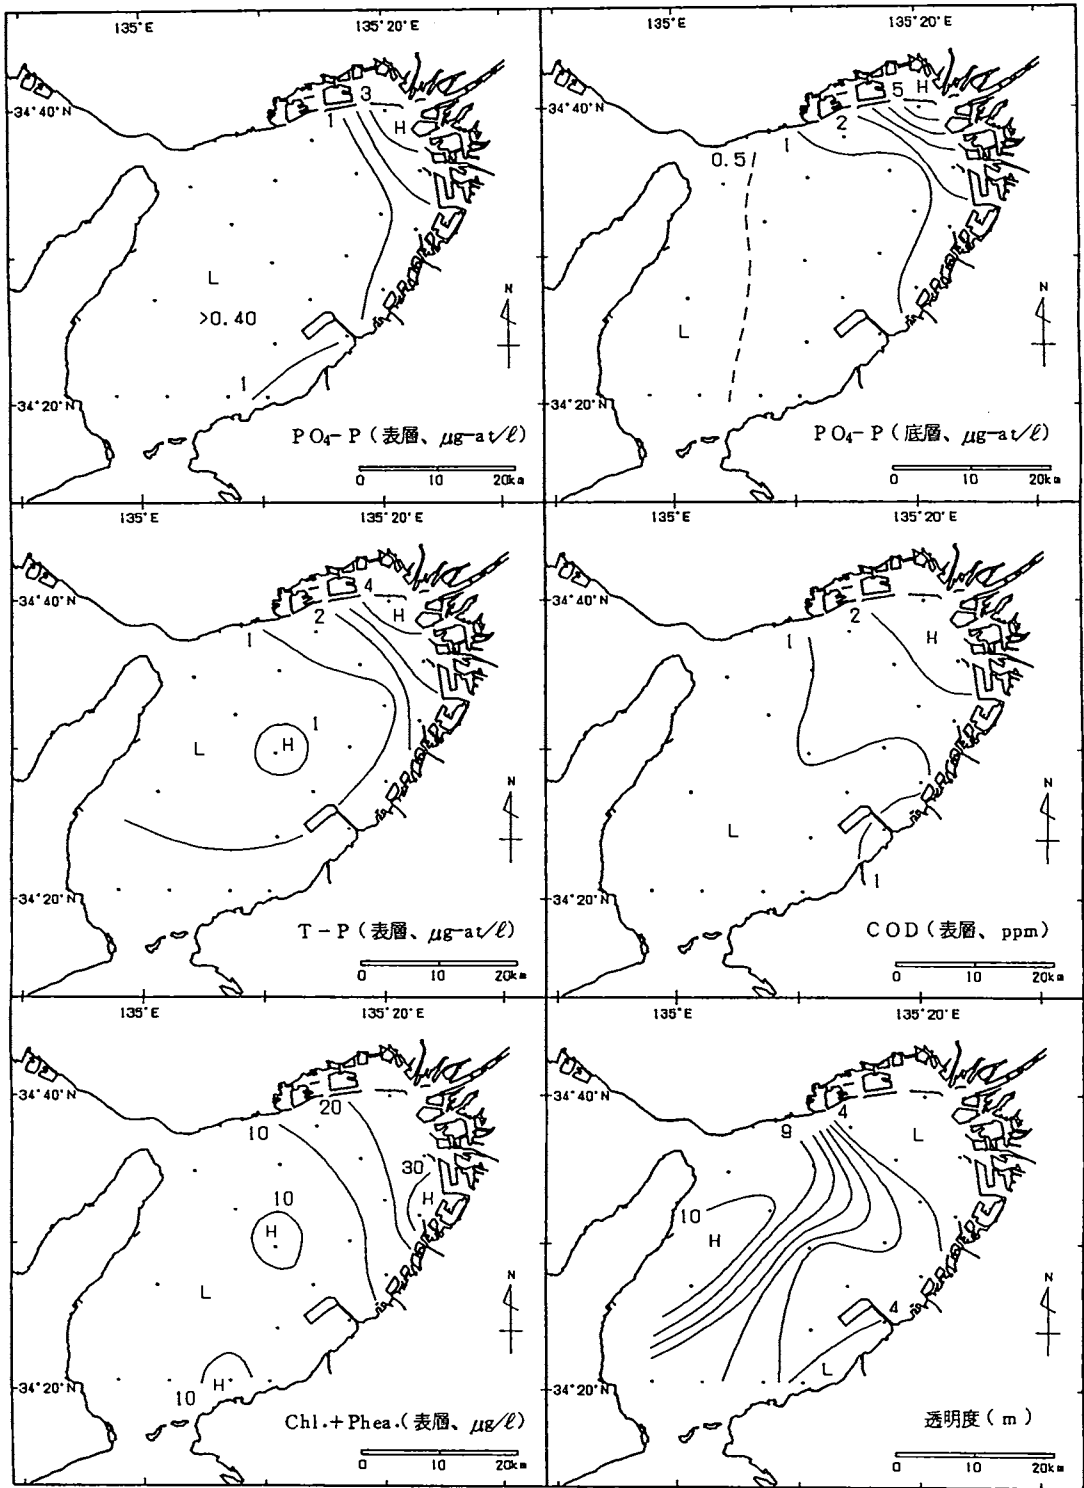 135°E
135°20'E
34°40'N
3
1
H
L
>0.40
N
1
34°20'N
PO₄-P(表層、μg-at/ℓ)
0 10 20km
135°E
135°20'E
34°40'N
5
H
2
1
0.5
N
L
34°20'N
PO₄-P(底層、μg-at/ℓ)
0 10 20km
135°E
135°20'E
34°40'N
4
2
H
1
1
L
H
N
34°20'N
T-P(表層、μg-at/ℓ)
0 10 20km
135°E
135°20'E
34°40'N
2
1
H
N
L
1
34°20'N
COD(表層、ppm)
0 10 20km
135°E
135°20'E
34°40'N
20
10
30
10
H
H
L
N
10
H
34°20'N
Chl.+Phea.(表層、μg/ℓ)
0 10 20km
135°E
135°20'E
34°40'N
4
9
L
10
H
N
4
L
34°20'N
透明度(m)
0 10 20km